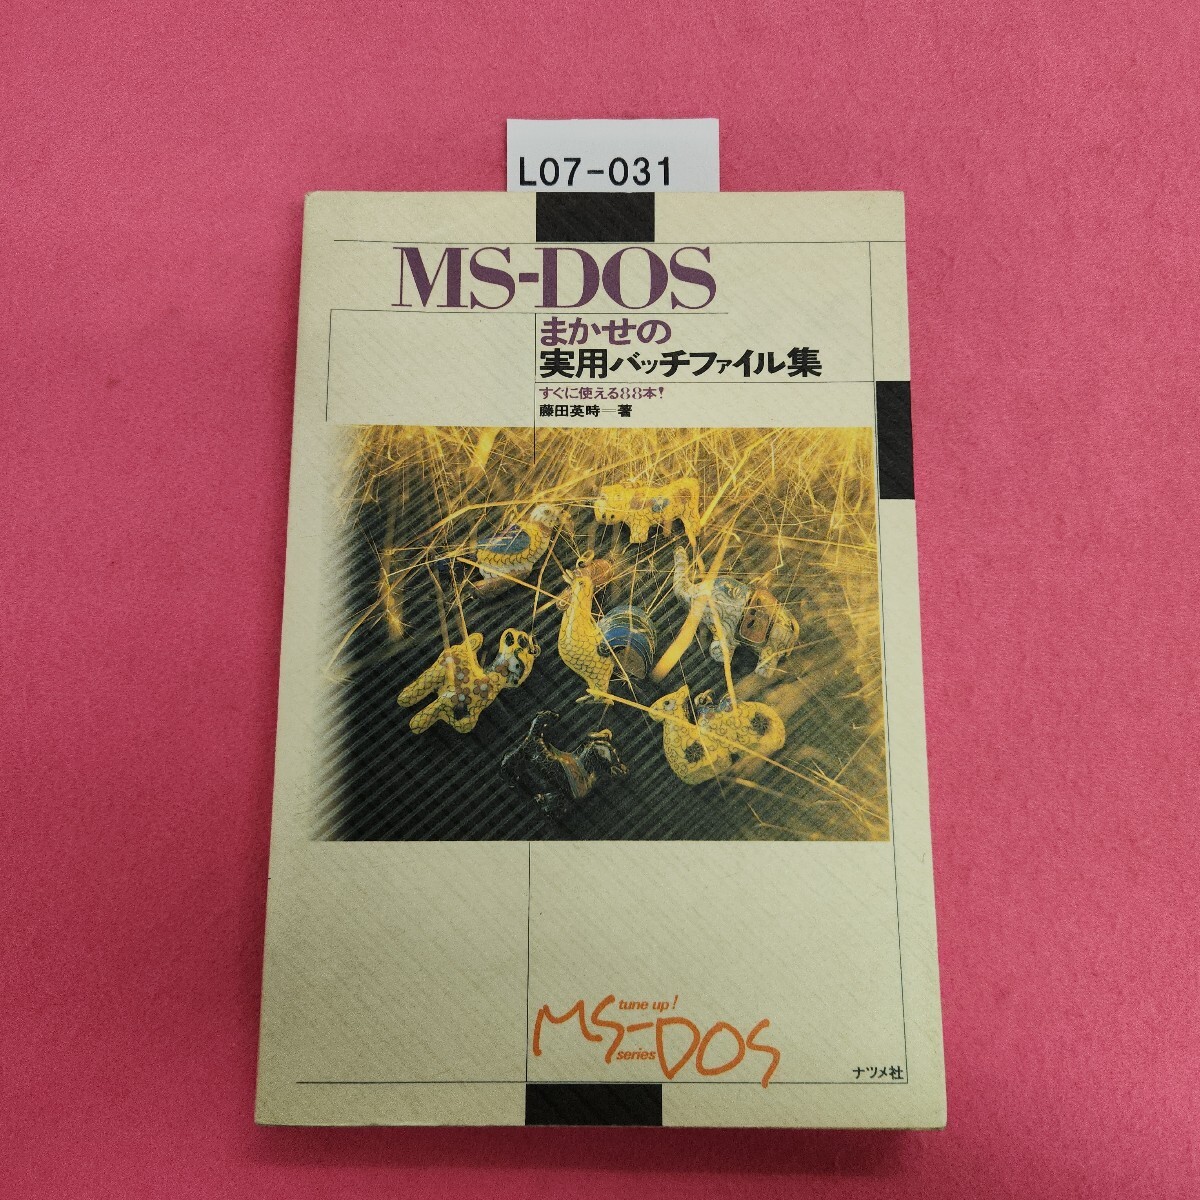 L07-031
MS-DOS
まかせの
実用バッチファイル集
すぐに使える88本!
藤田英時=著
tune up!
MS-DOS
series
ナツメ社